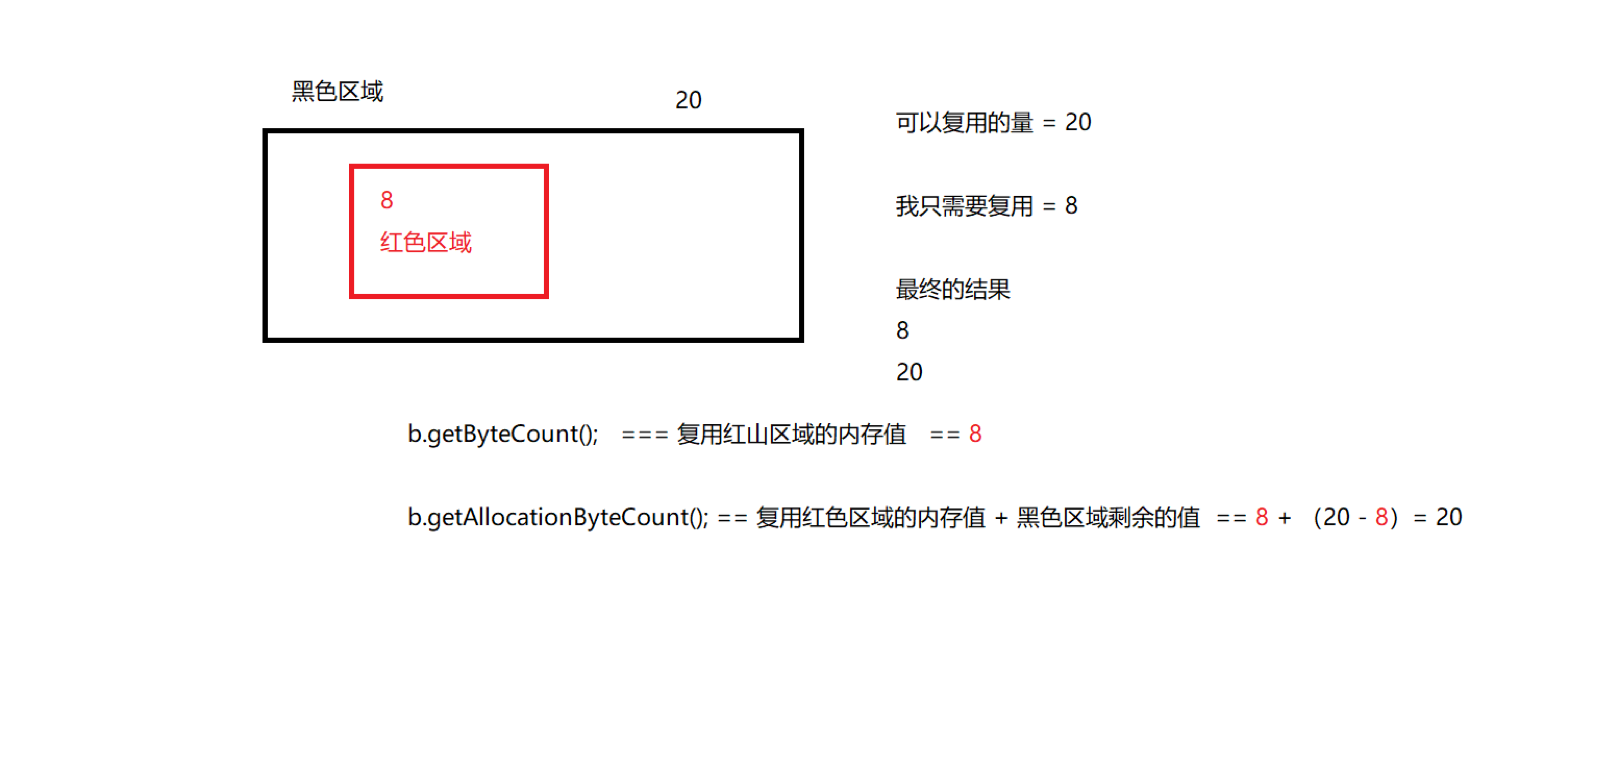 黑色区域
20
8
红色区域
可以复用的量 = 20
我只需要复用 = 8
最终的结果
8
20
b.getByteCount(); === 复用红山区域的内存值 == 8
b.getAllocationByteCount(); == 复用红色区域的内存值 + 黑色区域剩余的值 == 8 + （20 - 8）= 20